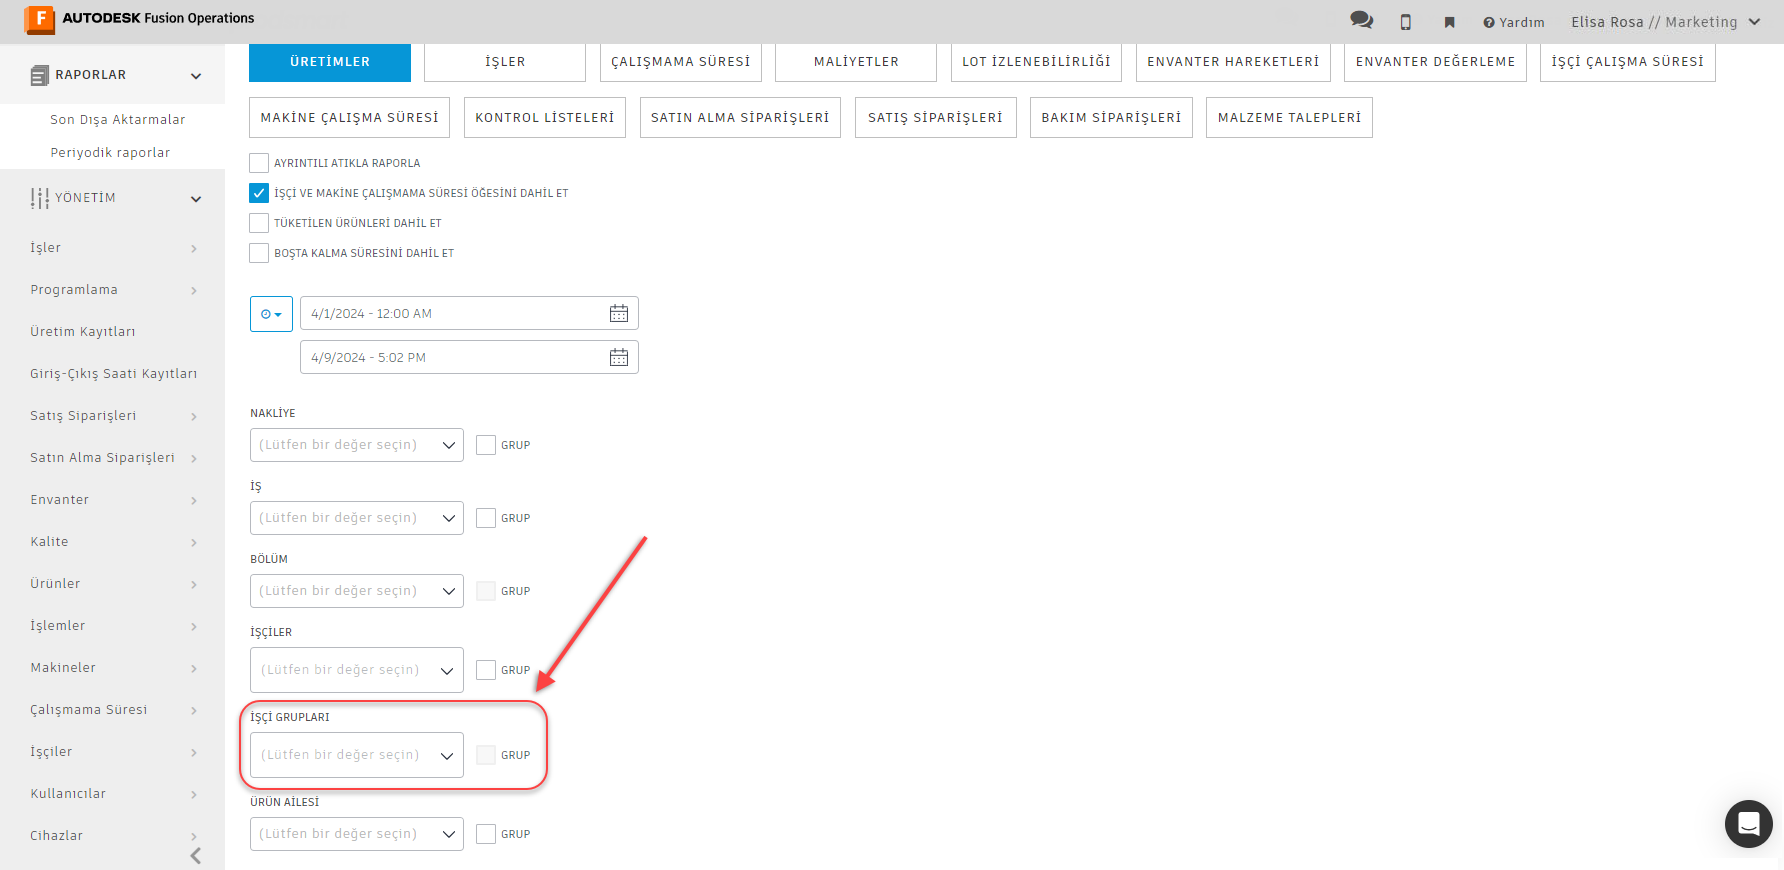 AUTODESK Fusion Operations
Yardım
Elisa Rosa // Marketing
RAPORLAR
Son Dışa Aktarmalar
Periyodik raporlar
YÖNETİM
İşler
Programlama
Üretim Kayıtları
Giriş-Çıkış Saati Kayıtları
Satış Siparişleri
Satın Alma Siparişleri
Envanter
Kalite
Ürünler
İşlemler
Makineler
Çalışmama Süresi
İşçiler
Kullanıcılar
Cihazlar
ÜRETİMLER
İŞLER
ÇALIŞMAMA SÜRESİ
MALİYETLER
LOT İZLENEBİLİRLİĞİ
ENVANTER HAREKETLERİ
ENVANTER DEĞERLEME
İŞÇİ ÇALIŞMA SÜRESİ
MAKİNE ÇALIŞMA SÜRESİ
KONTROL LİSTELERİ
SATIN ALMA SİPARİŞLERİ
SATIŞ SİPARİŞLERİ
BAKIM SİPARİŞLERİ
MALZEME TALEPLERİ
AYRINTILI ATIKLA RAPORLA
İŞÇİ VE MAKİNE ÇALIŞMAMA SÜRESİ ÖĞESİNİ DAHİL ET
TÜKETİLEN ÜRÜNLERİ DAHİL ET
BOŞTA KALMA SÜRESİNİ DAHİL ET
4/1/2024 - 12:00 AM
4/9/2024 - 5:02 PM
NAKLİYE
(Lütfen bir değer seçin)
GRUP
İŞ
(Lütfen bir değer seçin)
GRUP
BÖLÜM
(Lütfen bir değer seçin)
GRUP
İŞÇİLER
(Lütfen bir değer seçin)
GRUP
İŞÇİ GRUPLARI
(Lütfen bir değer seçin)
GRUP
ÜRÜN AİLESİ
(Lütfen bir değer seçin)
GRUP